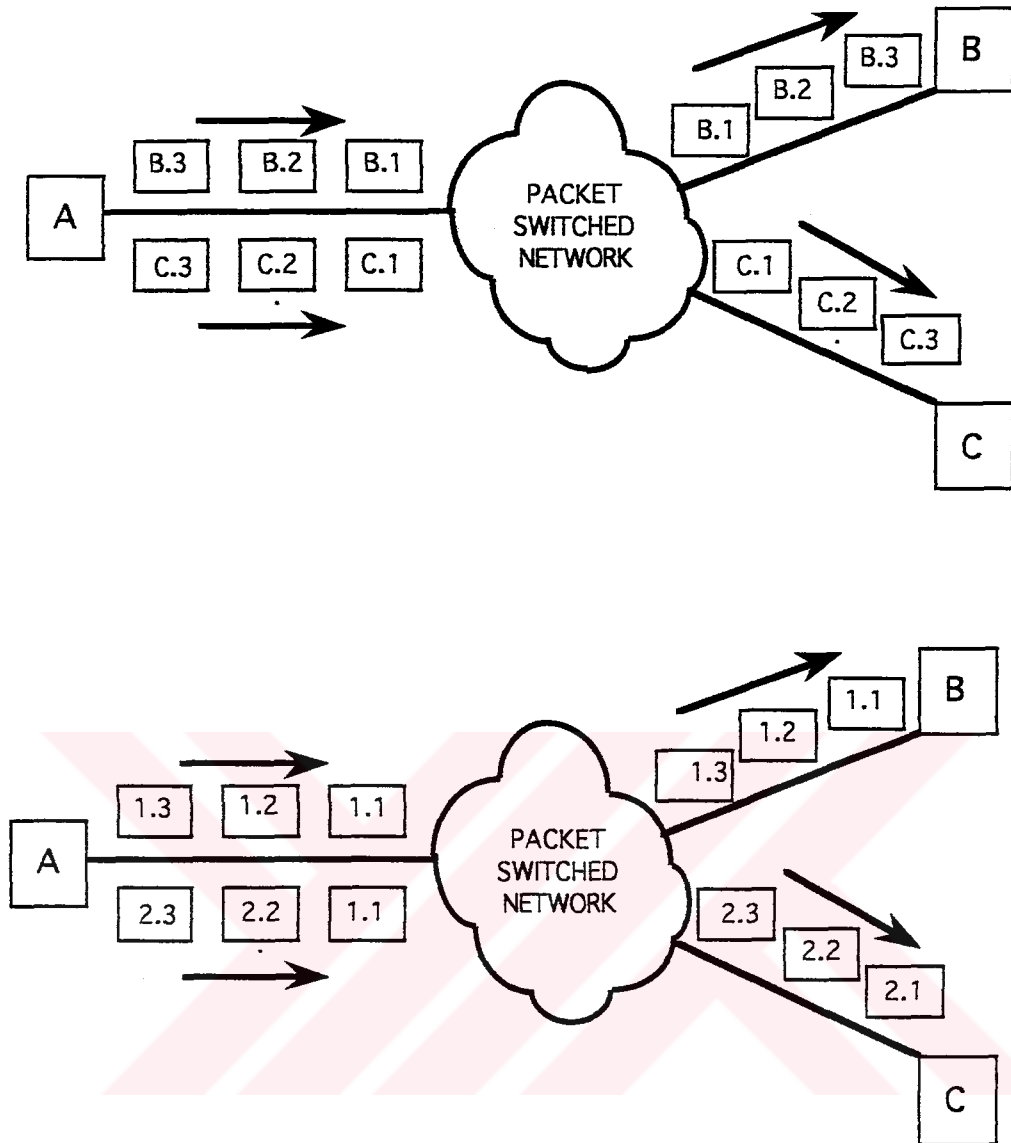 B
B.3
B.2
B.1
B.3
B.2
B.1
A
PACKET
SWITCHED
NETWORK
C.3
C.2
C.1
C.1
C.2
C.3
C
B
1.1
1.2
1.3
1.3
1.2
1.1
A
PACKET
SWITCHED
NETWORK
2.3
2.2
1.1
2.3
2.2
2.1
C